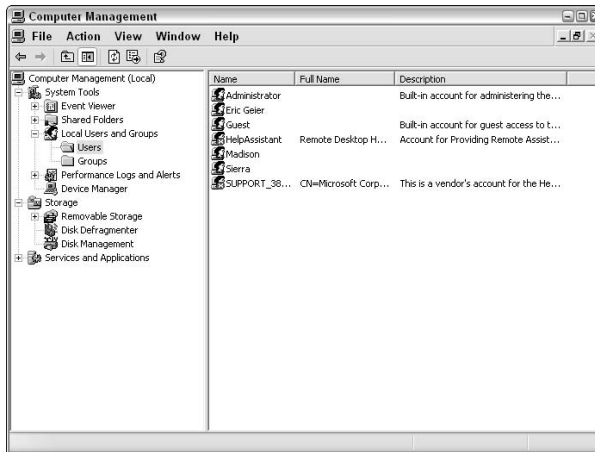 Computer Management
File Action View Window Help
Computer Management (Local)
System Tools
Event Viewer
Shared Folders
Local Users and Groups
Users
Groups
Performance Logs and Alerts
Device Manager
Storage
Removable Storage
Disk Defragmenter
Disk Management
Services and Applications
Name Full Name Description
Administrator Built-in account for administering the...
Eric Geier
Guest Built-in account for guest access to t...
HelpAssistant Remote Desktop H... Account for Providing Remote Assist...
Madison
Sierra
SUPPORT_38... CN=Microsoft Corp... This is a vendor's account for the He...